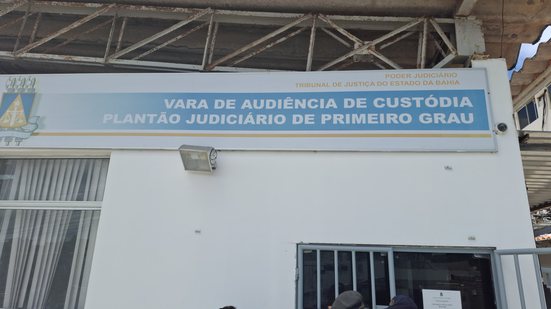 PODER JUDICIÁRIO
TRIBUNAL DE JUSTIÇA DO ESTADO DA BAHIA
VARA DE AUDIÊNCIA DE CUSTÓDIA
PLANTÃO JUDICIÁRIO DE PRIMEIRO GRAU